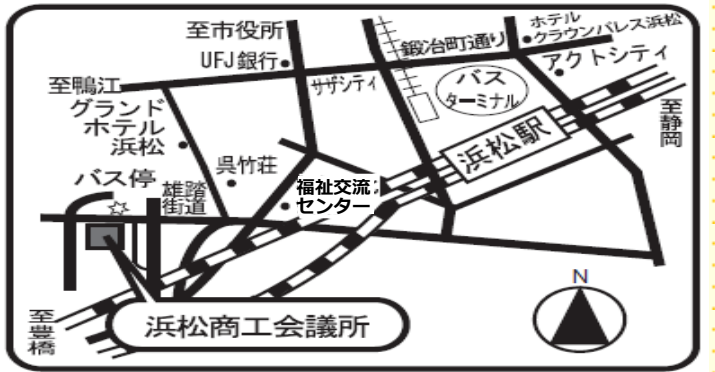 至市役所
UFJ銀行
至鴨江
グランド
ホテル
浜松
バス停
雄踏
街道
呉竹荘
サザシティ
鍛冶町通り
ホテル
クラウンパレス浜松
アクトシティ
バス
ターミナル
浜松駅
至静岡
福祉交流
センター
至豊橋
浜松商工会議所
N